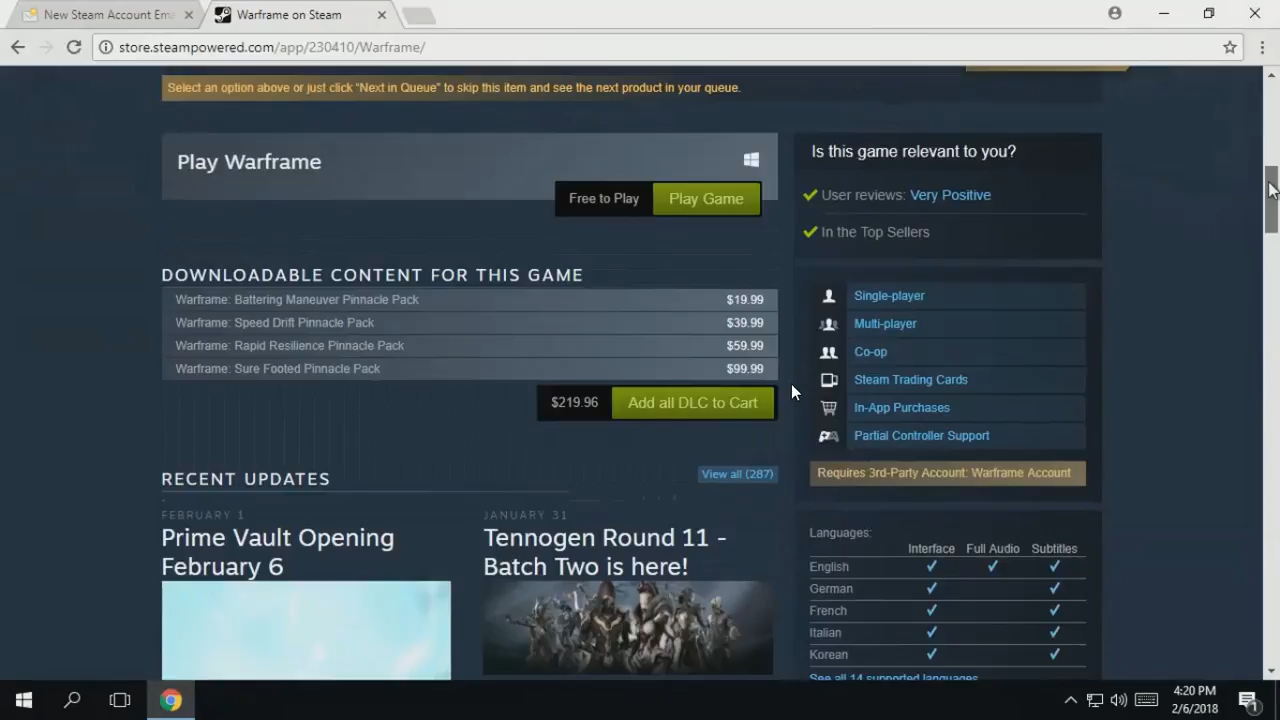 New Steam Account Ema
Warframe on Steam
store.steampowered.com/app/230410/Warframe/
Select an option above or just click "Next in Queue" to skip this item and see the next product in your queue.
Play Warframe
Free to Play
Play Game
DOWNLOADABLE CONTENT FOR THIS GAME
Warframe: Battering Maneuver Pinnacle Pack $19.99
Warframe: Speed Drift Pinnacle Pack $39.99
Warframe: Rapid Resilience Pinnacle Pack $59.99
Warframe: Sure Footed Pinnacle Pack $99.99
$219.96 Add all DLC to Cart
RECENT UPDATES
View all (287)
FEBRUARY 1
Prime Vault Opening
February 6
JANUARY 31
Tennogen Round 11 -
Batch Two is here!
Is this game relevant to you?
User reviews: Very Positive
In the Top Sellers
Single-player
Multi-player
Co-op
Steam Trading Cards
In-App Purchases
Partial Controller Support
Requires 3rd-Party Account: Warframe Account
Languages:
Interface Full Audio Subtitles
English
German
French
Italian
Korean
See all 14 supported languages
4:20 PM
2/6/2018
1